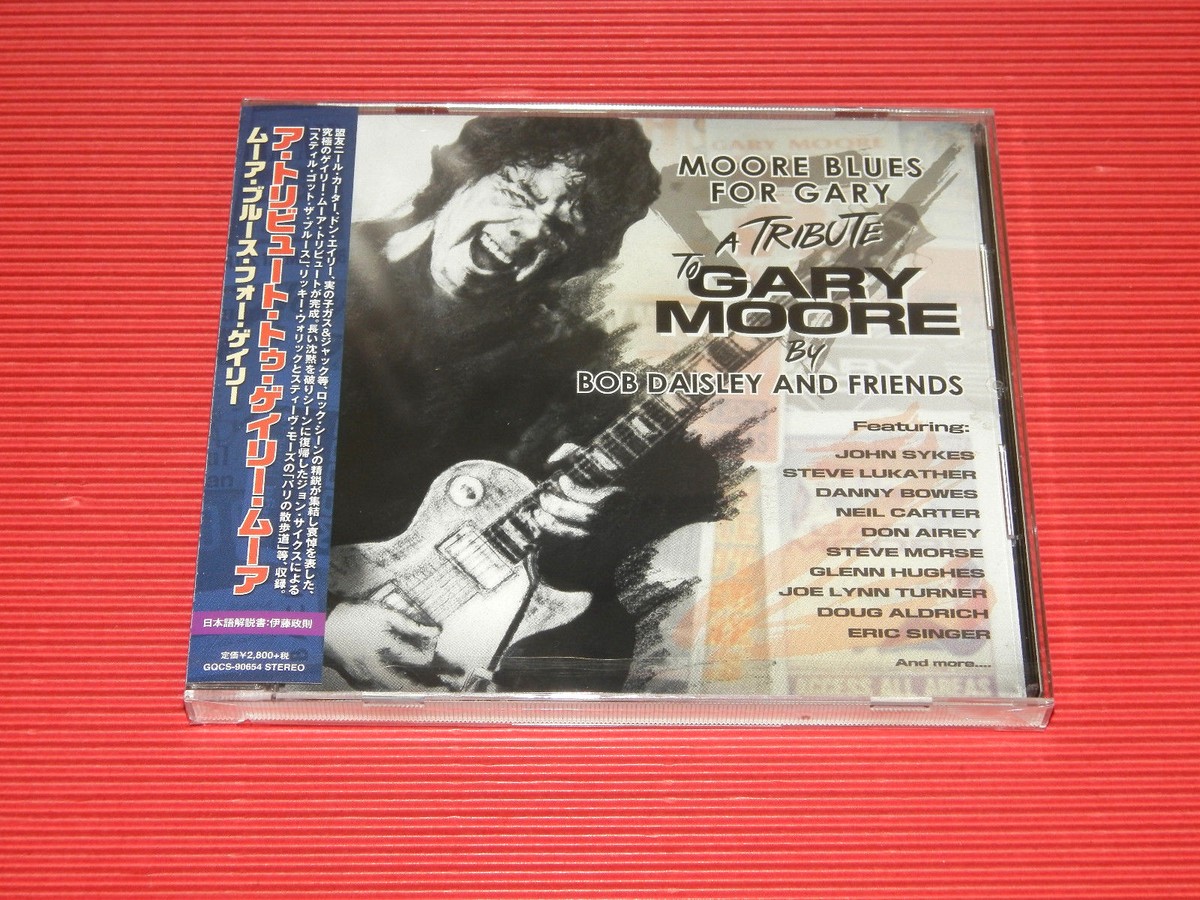 ア・トリビュート・トゥ・ゲイリー・ムーア
ムーア・ブルース・フォー・ゲイリー
盟友ニール・カーター、ドン・エイリー、実の子ガス&ジャック等、ロック・シーンの精鋭が集結し哀悼を表した、
究極のゲイリー・ムーア・トリビュートが完成。長い沈黙を破りシーンに復帰したジョン・サイクスによる
「スティル・ゴット・ザ・ブルース」、リッキー・ウォリックとスティーヴ・モーズの「パリの散歩道」等、収録。
日本語解説書:伊藤政則
定価¥2,800+税
GQCS-90654 STEREO
GARY MOORE
MOORE BLUES
FOR GARY
A TRIBUTE
TO GARY
MOORE
BY
BOB DAISLEY AND FRIENDS
Featuring:
JOHN SYKES
STEVE LUKATHER
DANNY BOWES
NEIL CARTER
DON AIREY
STEVE MORSE
GLENN HUGHES
JOE LYNN TURNER
DOUG ALDRICH
ERIC SINGER
And more....
ACCESS ALL AREAS